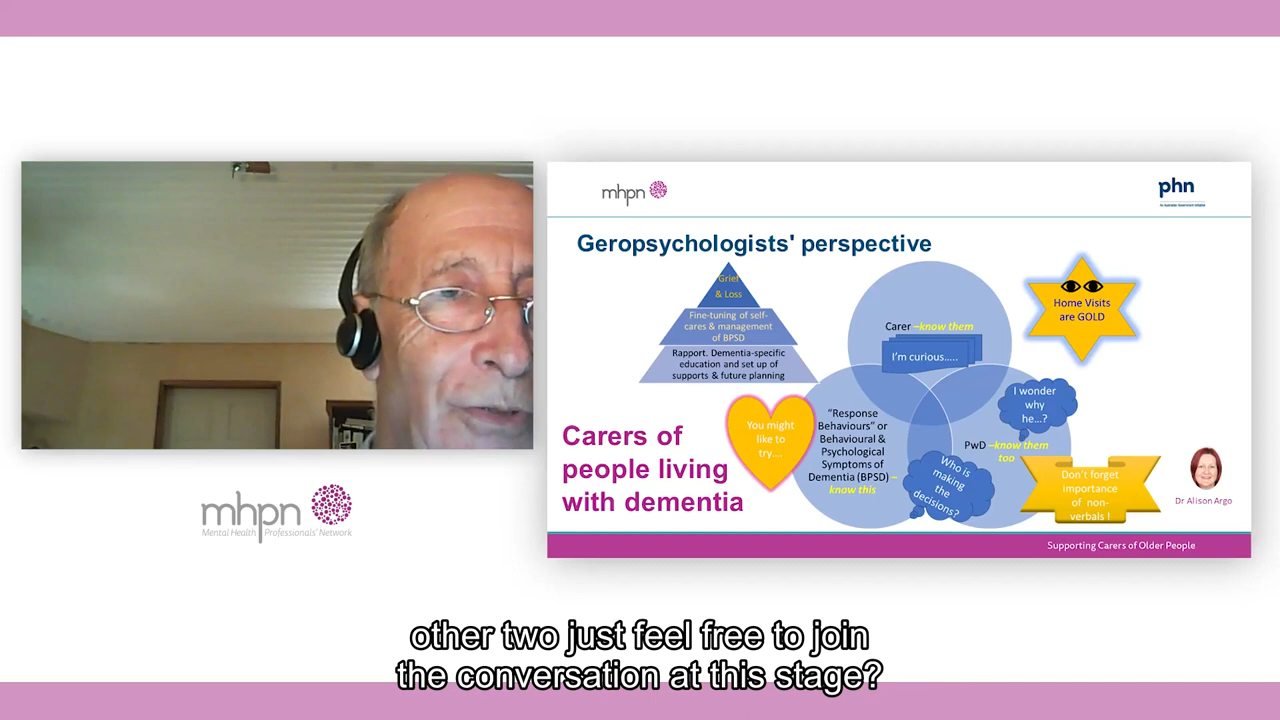 mhpn
Mental Health Professionals' Network
mhpn
phn
An Australian Government Initiative
Geropsychologists' perspective
Grief
& Loss
Fine-tuning of self-
cares & management
of BPSD
Rapport. Dementia-specific
education and set up of
supports & future planning
Carers of
people living
with dementia
You might
like to
try....
Carer –know them
I'm curious.....
"Response
Behaviours" or
Behavioural &
Psychological
Symptoms of
Dementia (BPSD) –
know this
PwD –know them
too
I wonder
why
he...?
Who is
making
the
decisions?
Home Visits
are GOLD
Don't forget
importance
of non-
verbals !
Dr Alison Argo
Supporting Carers of Older People
other two just feel free to join
the conversation at this stage?